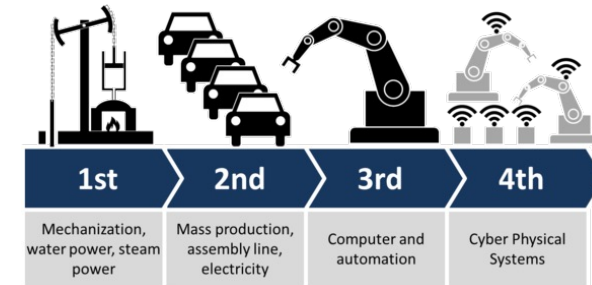 1st
2nd
3rd
4th
Mechanization,
water power, steam
power
Mass production,
assembly line,
electricity
Computer and
automation
Cyber Physical
Systems